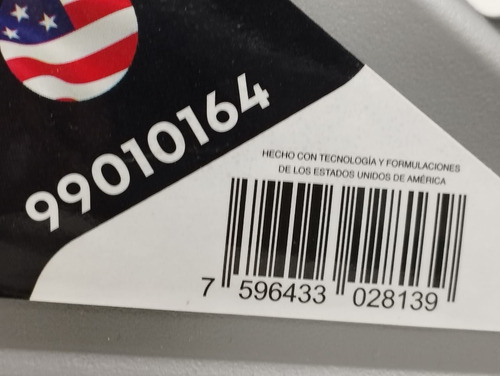 99010164
HECHO CON TECNOLOGÍA Y FORMULACIONES
DE LOS ESTADOS UNIDOS DE AMÉRICA
7 596433 028139